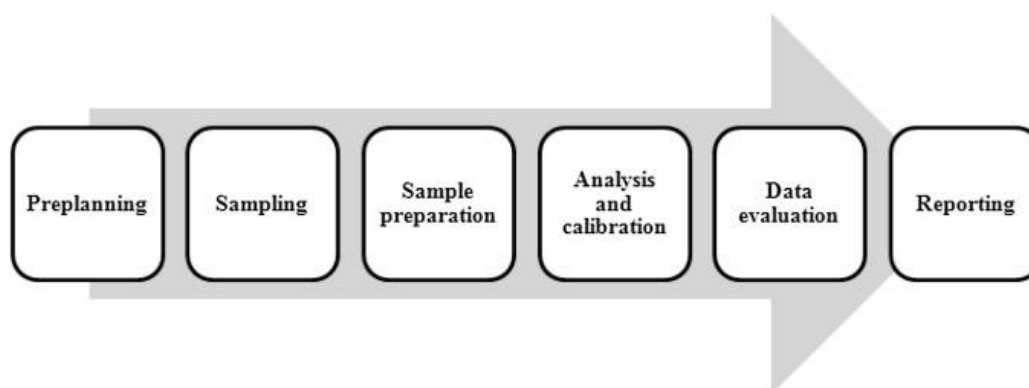 Preplanning
Sampling
Sample
preparation
Analysis
and
calibration
Data
evaluation
Reporting